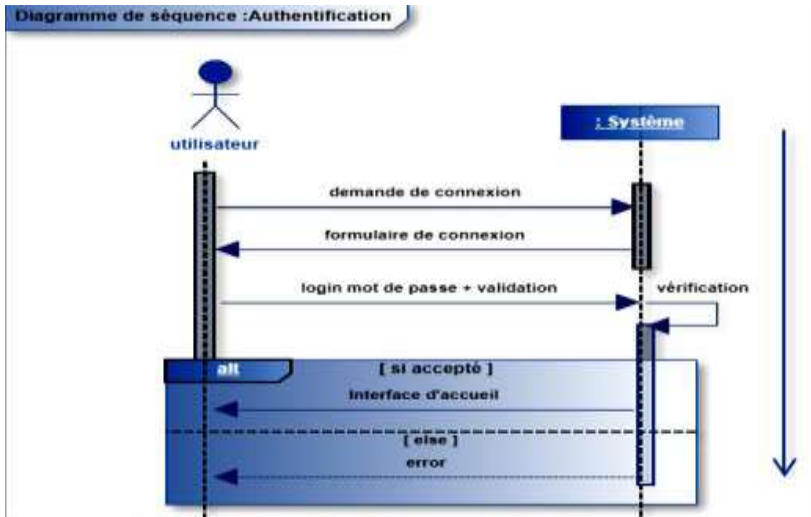 Diagramme de séquence :Authentification
utilisateur
: Système
demande de connexion
formulaire de connexion
login mot de passe + validation
vérification
alt
[ si accepté ]
Interface d'accueil
[ else ]
error